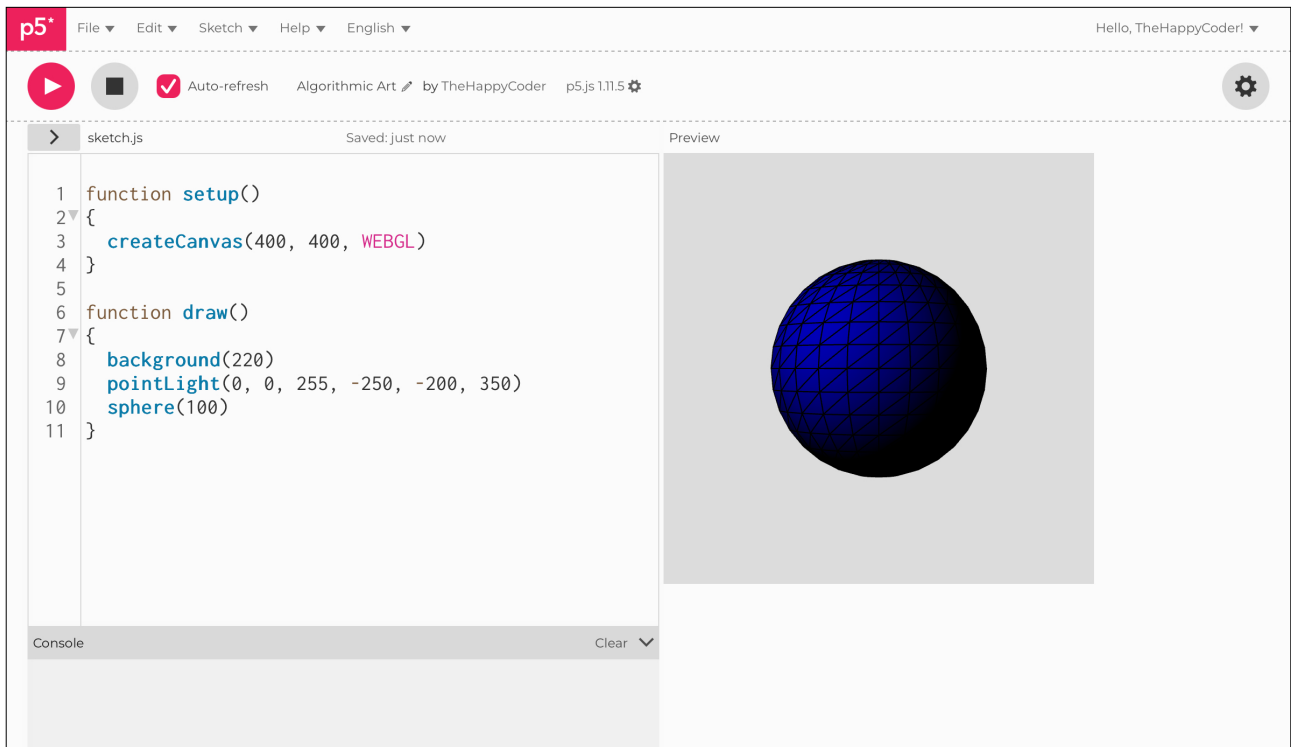 p5* File Edit Sketch Help English Hello, TheHappyCoder!
Auto-refresh Algorithmic Art by TheHappyCoder p5.js 1.11.5
sketch.js Saved: just now Preview
1 function setup()
2 {
3 createCanvas(400, 400, WEBGL)
4 }
5
6 function draw()
7 {
8 background(220)
9 pointLight(0, 0, 255, -250, -200, 350)
10 sphere(100)
11 }
Console Clear